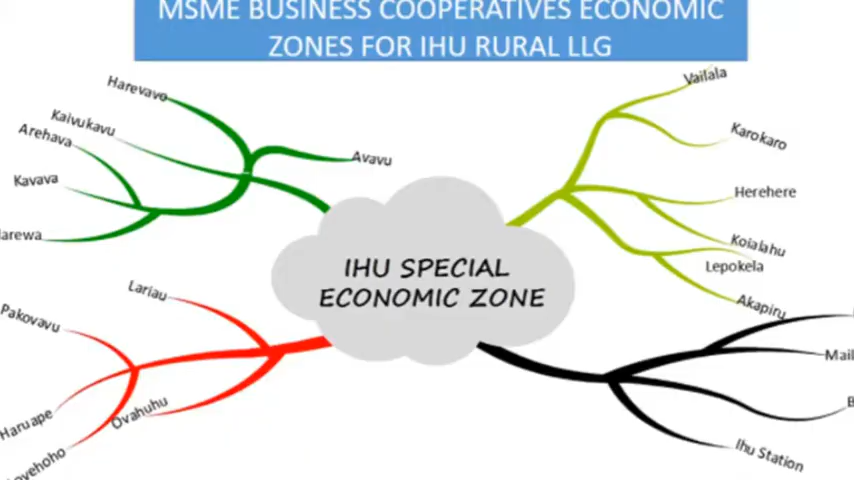 MSME BUSINESS COOPERATIVES ECONOMIC
ZONES FOR IHU RURAL LLG
Harevavo
Kaivukavu
Arehava
Kavava
Avavu
Vailala
Karokaro
Herehere
Koialahu
Lepokela
Akapiru
IHU SPECIAL
ECONOMIC ZONE
Lariau
Pakovavu
Haruape
Ovahuhu
Ihu Station